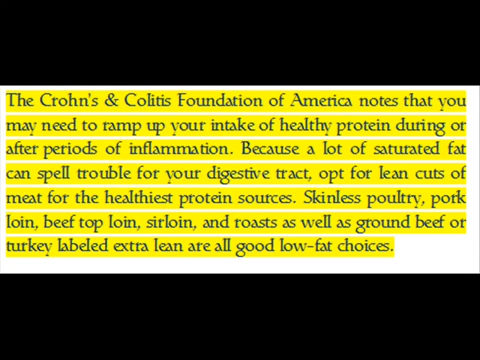 The Crohn's & Colitis Foundation of America notes that you
may need to ramp up your intake of healthy protein during or
after periods of inflammation. Because a lot of saturated fat
can spell trouble for your digestive tract, opt for lean cuts of
meat for the healthiest protein sources. Skinless poultry, pork
loin, beef top loin, sirloin, and roasts as well as ground beef or
turkey labeled extra lean are all good low-fat choices.